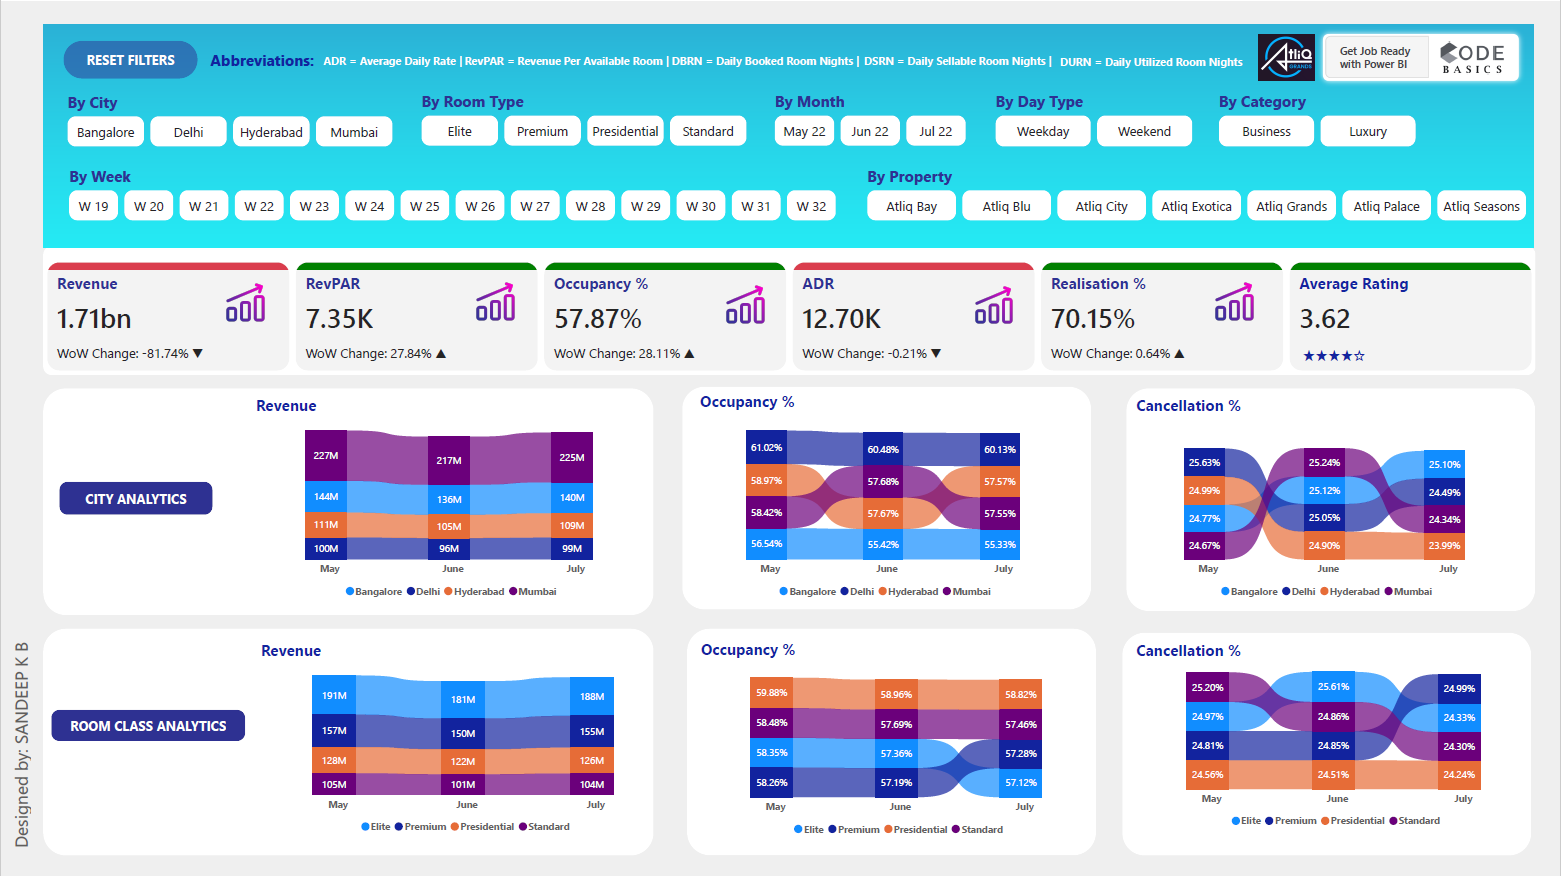 RESET FILTERS
Abbreviations: ADR = Average Daily Rate | RevPAR = Revenue Per Available Room | DBRN = Daily Booked Room Nights | DSRN = Daily Sellable Room Nights | DURN = Daily Utilized Room Nights
AtliQ
GRANDS
Get Job Ready
with Power BI
CODE
BASICS
By City
Bangalore Delhi Hyderabad Mumbai
By Room Type
Elite Premium Presidential Standard
By Month
May 22 Jun 22 Jul 22
By Day Type
Weekday Weekend
By Category
Business Luxury
By Week
W 19 W 20 W 21 W 22 W 23 W 24 W 25 W 26 W 27 W 28 W 29 W 30 W 31 W 32
By Property
Atliq Bay Atliq Blu Atliq City Atliq Exotica Atliq Grands Atliq Palace Atliq Seasons
Revenue
1.71bn
WoW Change: -81.74% ▼
RevPAR
7.35K
WoW Change: 27.84% ▲
Occupancy %
57.87%
WoW Change: 28.11% ▲
ADR
12.70K
WoW Change: -0.21% ▼
Realisation %
70.15%
WoW Change: 0.64% ▲
Average Rating
3.62
★★★★☆
CITY ANALYTICS
Revenue
227M 217M 225M
144M 136M 140M
111M 105M 109M
100M 96M 99M
May June July
Bangalore Delhi Hyderabad Mumbai
Occupancy %
61.02% 60.48% 60.13%
58.97% 57.68% 57.57%
58.42% 57.67% 57.55%
56.54% 55.42% 55.33%
May June July
Bangalore Delhi Hyderabad Mumbai
Cancellation %
25.63% 25.24% 25.10%
24.99% 25.12% 24.49%
24.77% 25.05% 24.34%
24.67% 24.90% 23.99%
May June July
Bangalore Delhi Hyderabad Mumbai
ROOM CLASS ANALYTICS
Revenue
191M 181M 188M
157M 150M 155M
128M 122M 126M
105M 101M 104M
May June July
Elite Premium Presidential Standard
Occupancy %
59.88% 58.96% 58.82%
58.48% 57.69% 57.46%
58.35% 57.36% 57.28%
58.26% 57.19% 57.12%
May June July
Elite Premium Presidential Standard
Cancellation %
25.20% 25.61% 24.99%
24.97% 24.86% 24.33%
24.81% 24.85% 24.30%
24.56% 24.51% 24.24%
May June July
Elite Premium Presidential Standard
Designed by: SANDEEP K B